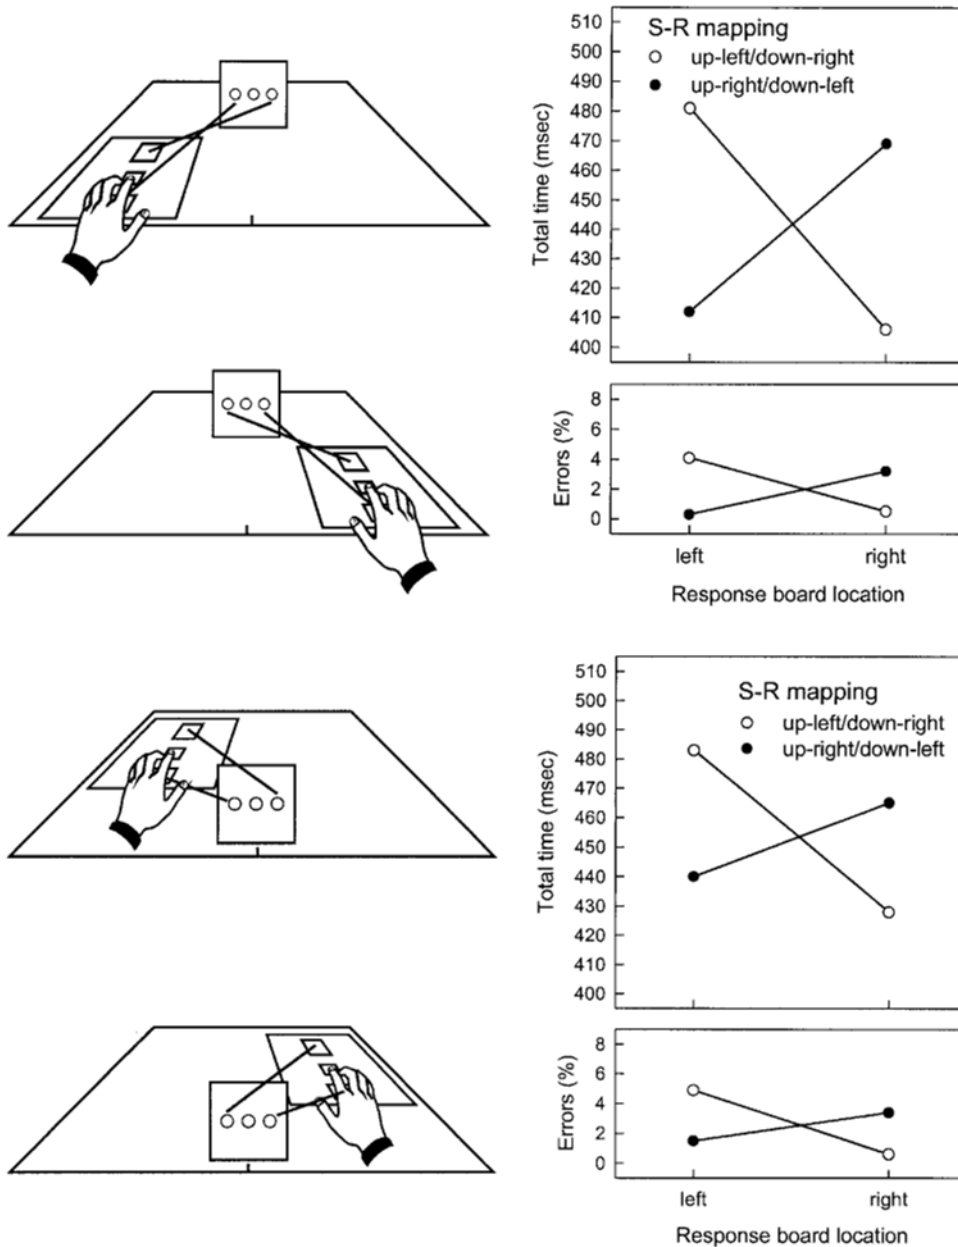 S-R mapping
up-left/down-right
up-right/down-left
Total time (msec)
510
500
490
480
470
460
450
440
430
420
410
400
Errors (%)
8
6
4
2
0
left right
Response board location
S-R mapping
up-left/down-right
up-right/down-left
Total time (msec)
510
500
490
480
470
460
450
440
430
420
410
400
Errors (%)
8
6
4
2
0
left right
Response board location